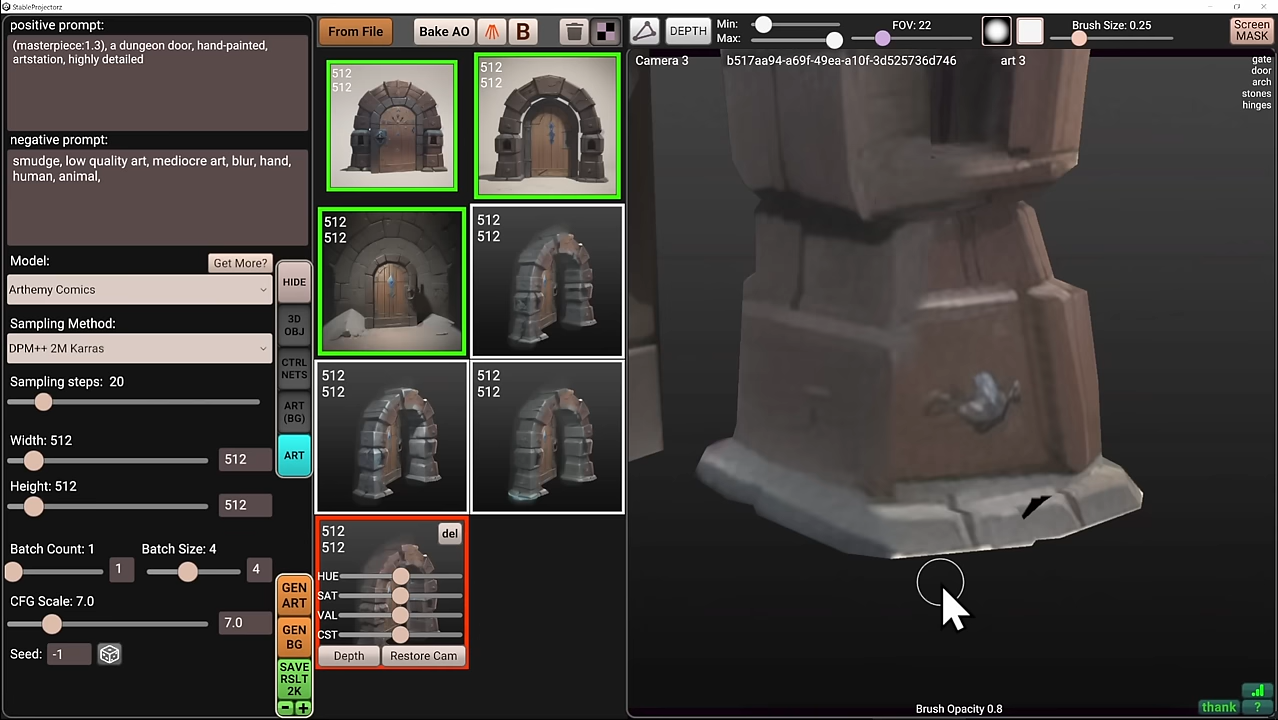 StableProjectorz
positive prompt:
(masterpiece:1.3), a dungeon door, hand-painted,
artstation, highly detailed
negative prompt:
smudge, low quality art, mediocre art, blur, hand,
human, animal,
Model:
Get More?
Arthemy Comics
Sampling Method:
DPM++ 2M Karras
Sampling steps: 20
Width: 512
512
Height: 512
512
Batch Count: 1
Batch Size: 4
1
4
CFG Scale: 7.0
7.0
Seed: -1
HIDE
3D
OBJ
CTRL
NETS
ART
(BG)
ART
GEN
ART
GEN
BG
SAVE
RSLT
2K
- +
From File
Bake AO
B
512
512
512
512
512
512
512
512
512
512
512
512
512
512
del
HUE
SAT
VAL
CST
Depth
Restore Cam
DEPTH
Min:
Max:
FOV: 22
Brush Size: 0.25
Screen
MASK
Camera 3
b517aa94-a69f-49ea-a10f-3d525736d746
art 3
gate
door
arch
stones
hinges
Brush Opacity 0.8
thank
?